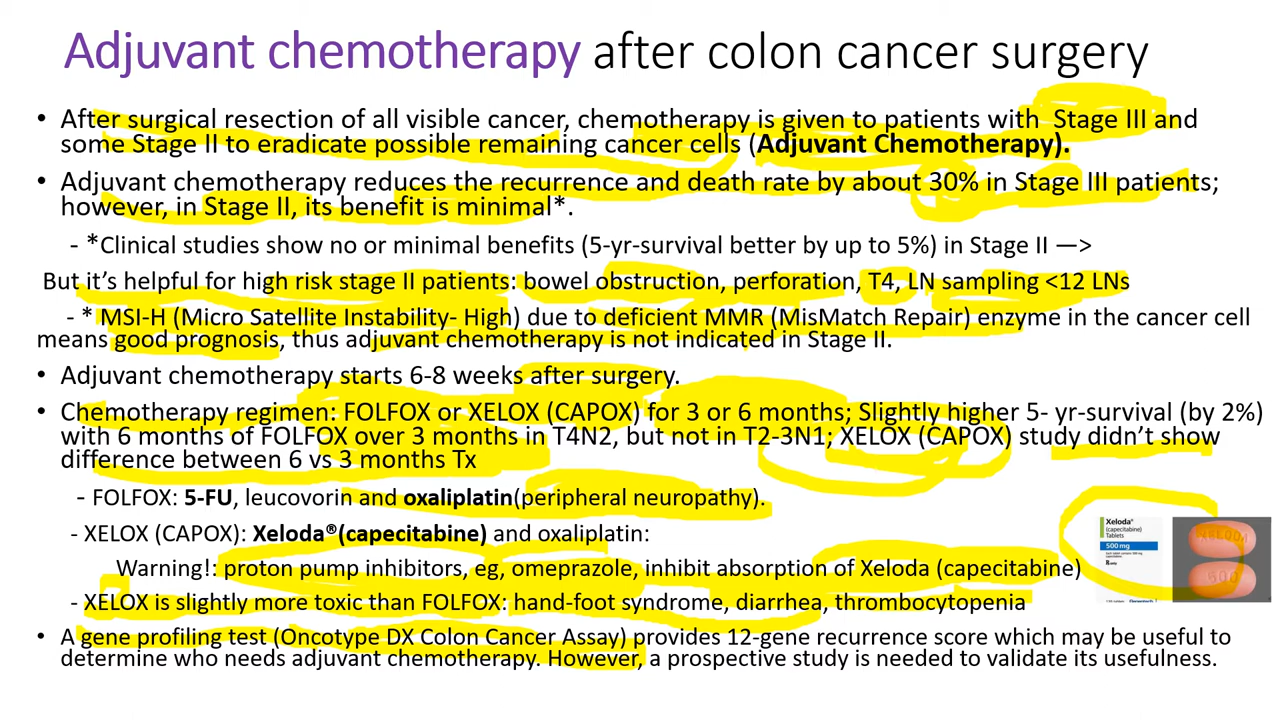 Adjuvant chemotherapy after colon cancer surgery
• After surgical resection of all visible cancer, chemotherapy is given to patients with Stage III and
some Stage II to eradicate possible remaining cancer cells (Adjuvant Chemotherapy).
• Adjuvant chemotherapy reduces the recurrence and death rate by about 30% in Stage III patients;
however, in Stage II, its benefit is minimal*.
- *Clinical studies show no or minimal benefits (5-yr-survival better by up to 5%) in Stage II —>
But it's helpful for high risk stage II patients: bowel obstruction, perforation, T4, LN sampling <12 LNs
- * MSI-H (Micro Satellite Instability- High) due to deficient MMR (MisMatch Repair) enzyme in the cancer cell
means good prognosis, thus adjuvant chemotherapy is not indicated in Stage II.
• Adjuvant chemotherapy starts 6-8 weeks after surgery.
• Chemotherapy regimen: FOLFOX or XELOX (CAPOX) for 3 or 6 months; Slightly higher 5- yr-survival (by 2%)
with 6 months of FOLFOX over 3 months in T4N2, but not in T2-3N1; XELOX (CAPOX) study didn't show
difference between 6 vs 3 months Tx
- FOLFOX: 5-FU, leucovorin and oxaliplatin(peripheral neuropathy).
- XELOX (CAPOX): Xeloda®(capecitabine) and oxaliplatin:
Warning!: proton pump inhibitors, eg, omeprazole, inhibit absorption of Xeloda (capecitabine)
- XELOX is slightly more toxic than FOLFOX: hand-foot syndrome, diarrhea, thrombocytopenia
• A gene profiling test (Oncotype DX Colon Cancer Assay) provides 12-gene recurrence score which may be useful to
determine who needs adjuvant chemotherapy. However, a prospective study is needed to validate its usefulness.
Xeloda®
(capecitabine)
Tablets
500 mg
XELODA
500